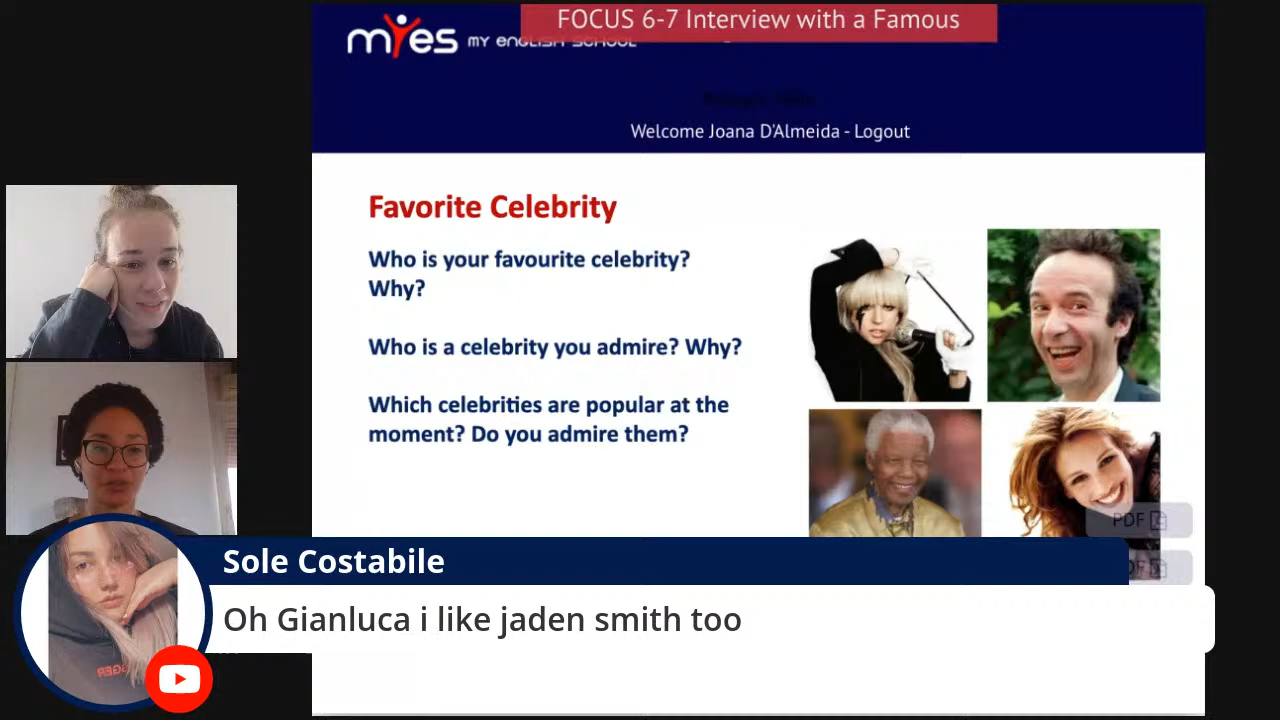 FOCUS 6-7 Interview with a Famous
myes MY ENGLISH SCHOOL
Welcome Joana D'Almeida - Logout
Favorite Celebrity
Who is your favourite celebrity?
Why?
Who is a celebrity you admire? Why?
Which celebrities are popular at the
moment? Do you admire them?
PDF
Sole Costabile
Oh Gianluca i like jaden smith too